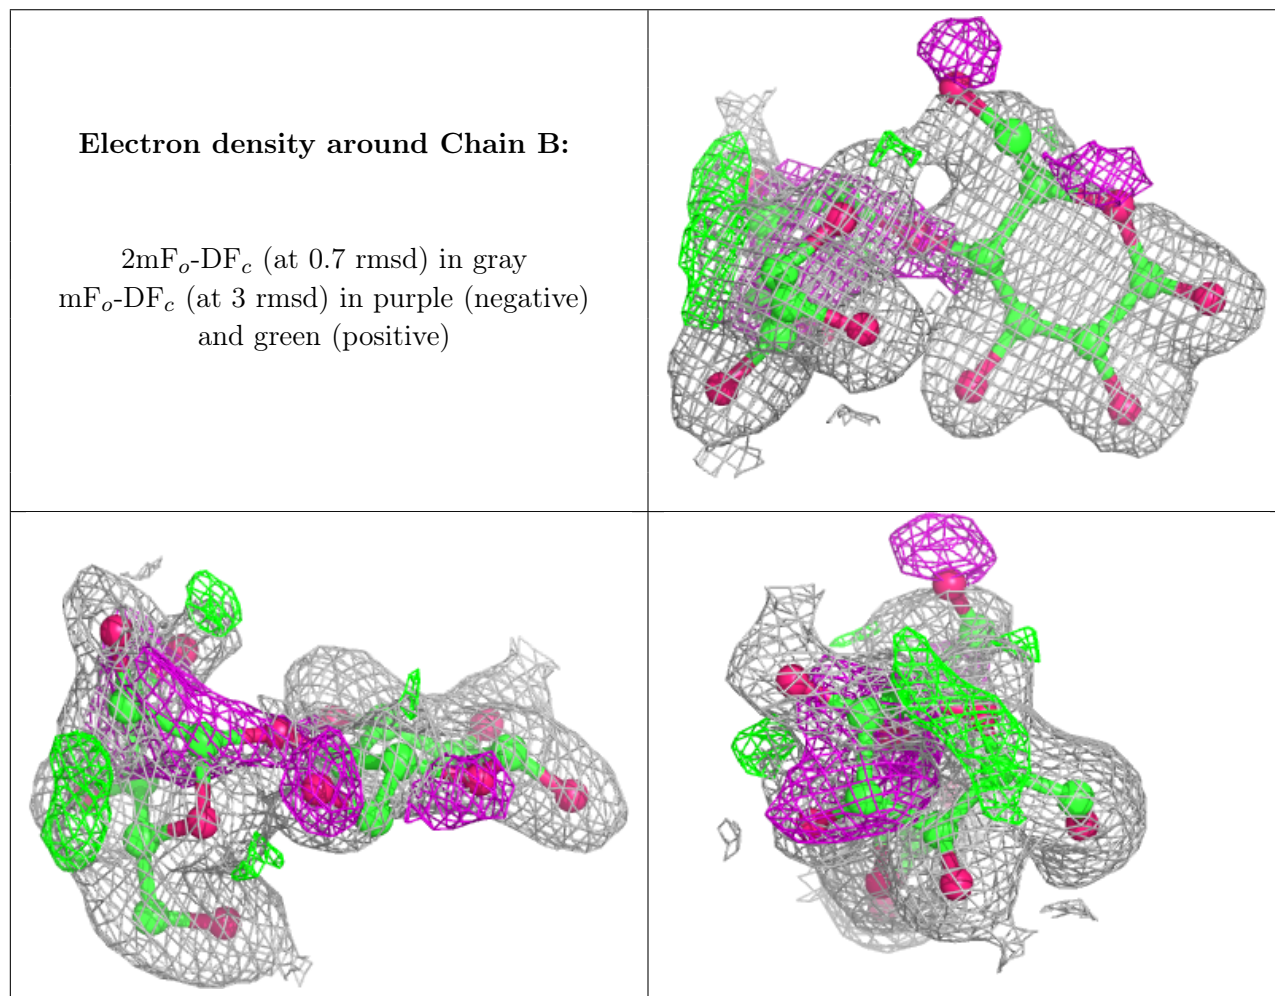 Electron density around Chain B:
2mFo-DFc (at 0.7 rmsd) in gray
mFo-DFc (at 3 rmsd) in purple (negative)
and green (positive)